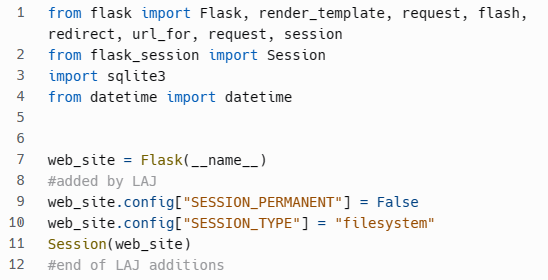 1 from flask import Flask, render_template, request, flash,
redirect, url_for, request, session
2 from flask_session import Session
3 import sqlite3
4 from datetime import datetime
5
6
7 web_site = Flask(__name__)
8 #added by LAJ
9 web_site.config["SESSION_PERMANENT"] = False
10 web_site.config["SESSION_TYPE"] = "filesystem"
11 Session(web_site)
12 #end of LAJ additions